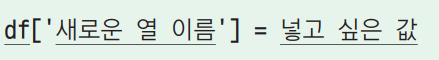 df['새로운 열 이름'] = 넣고 싶은 값